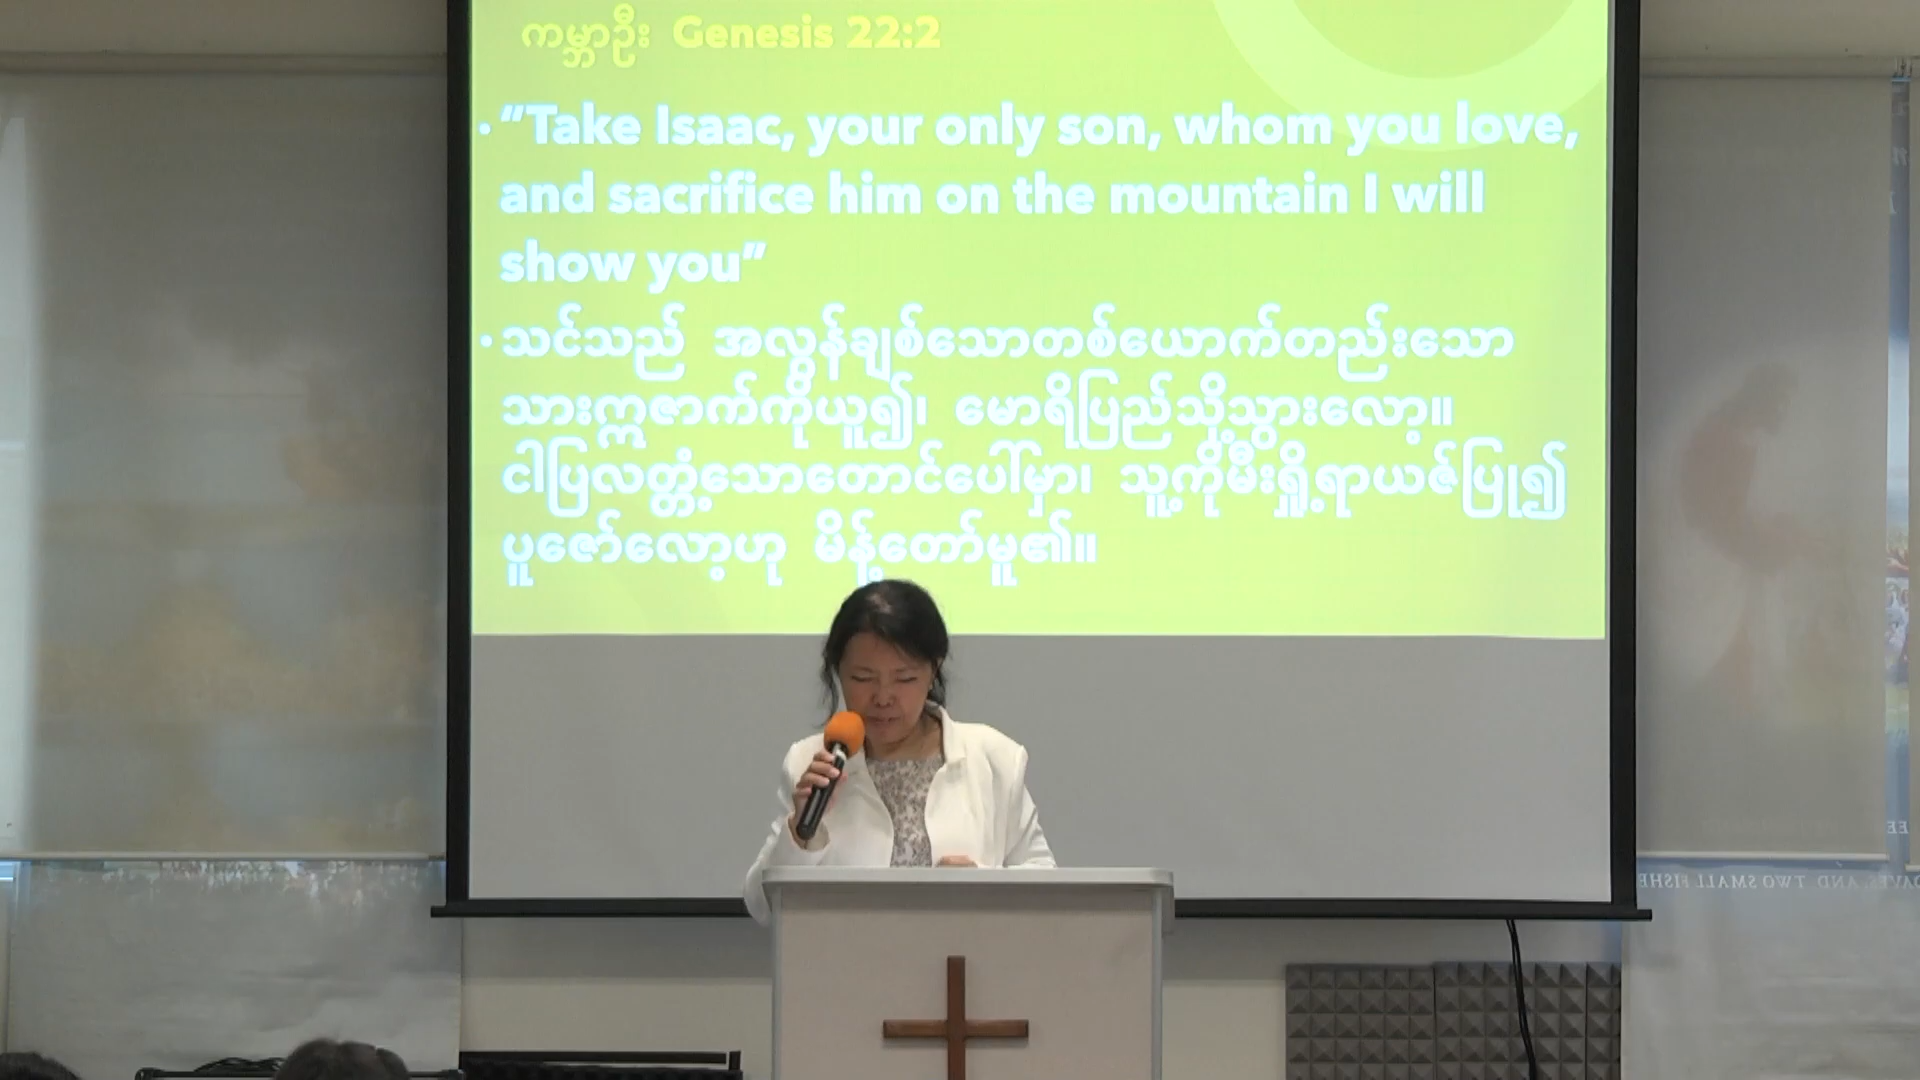 ကမ္ဘာဦး Genesis 22:2
• “Take Isaac, your only son, whom you love,
and sacrifice him on the mountain I will
show you”
• သင်သည် အလွန်ချစ်သောတစ်ယောက်တည်းသော
သားဣဇာက်ကိုယူ၍၊ မောရိပြည်သို့သွားလော့။
ငါပြလတ္တံ့သောတောင်ပေါ်မှာ၊ သူ့ကိုမီးရှို့ရာယဇ်ပြု၍
ပူဇော်လော့ဟု မိန့်တော်မူ၏။
AND TWO SMALL FISHE